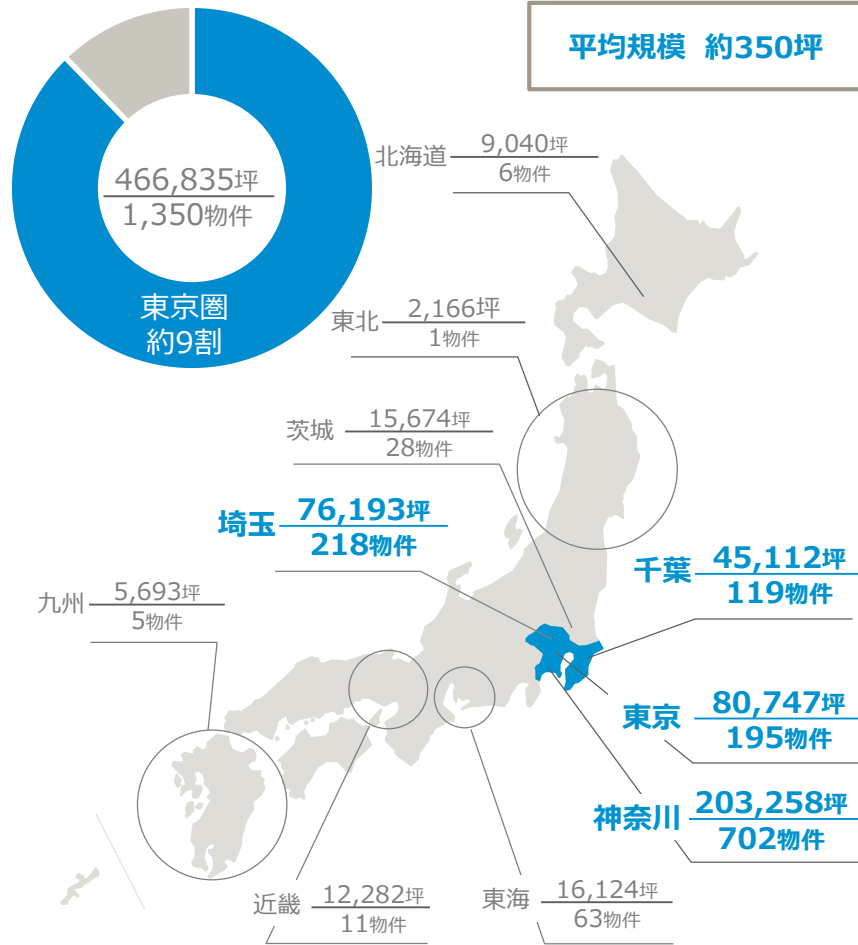 平均規模 約350坪
466,835坪
1,350物件
東京圏
約9割
北海道 9,040坪
6物件
東北 2,166坪
1物件
茨城 15,674坪
28物件
埼玉 76,193坪
218物件
千葉 45,112坪
119物件
九州 5,693坪
5物件
東京 80,747坪
195物件
神奈川 203,258坪
702物件
近畿 12,282坪
11物件
東海 16,124坪
63物件